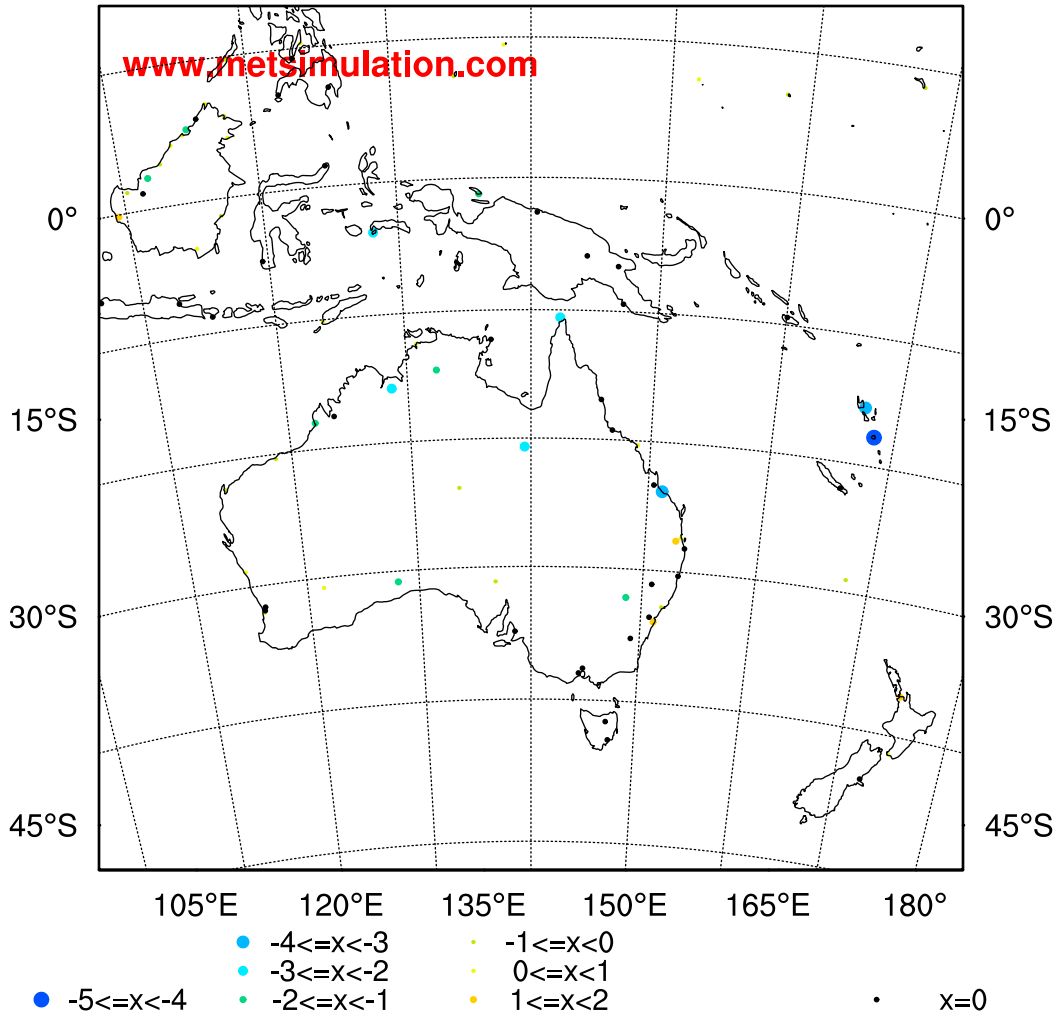 www.metsimulation.com
0° 0°
15°S 15°S
30°S 30°S
45°S 45°S
105°E 120°E 135°E 150°E 165°E 180°
-4<=x<-3 -1<=x<0
-3<=x<-2 0<=x<1
-5<=x<-4 -2<=x<-1 1<=x<2 x=0